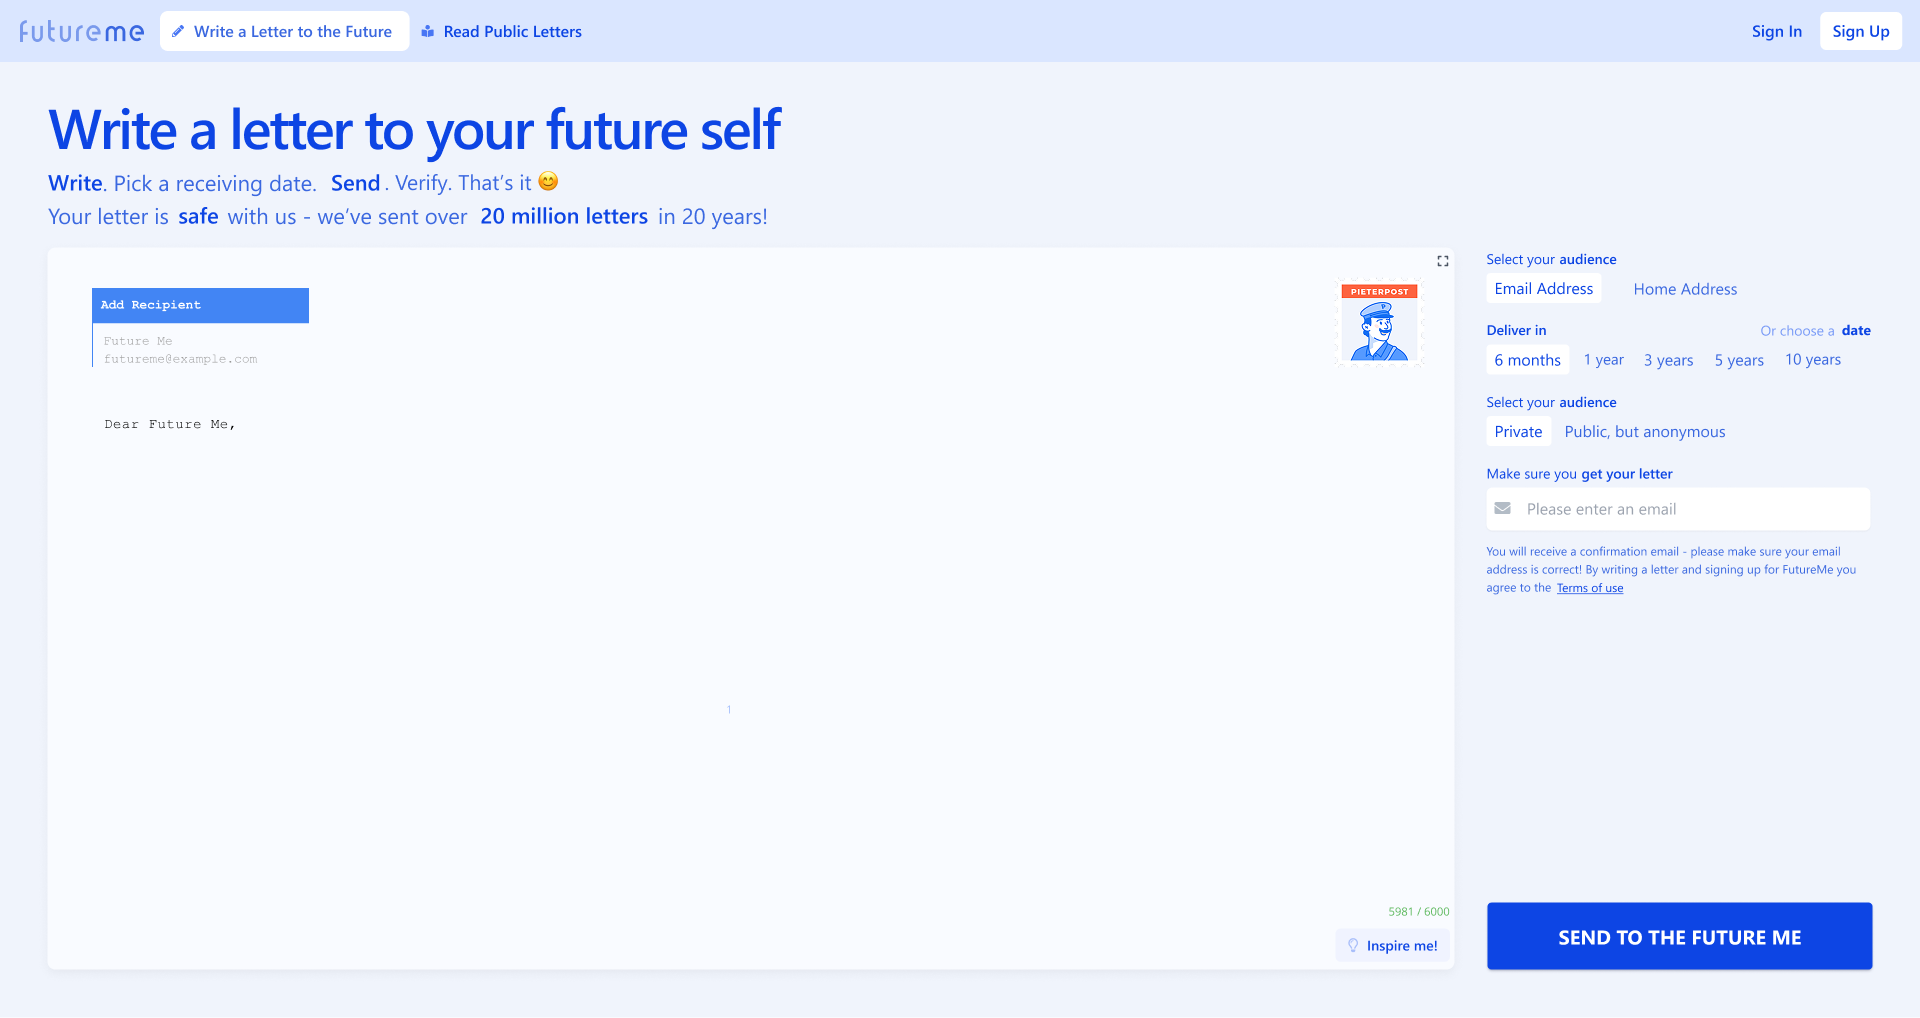 futureme
Write a Letter to the Future
Read Public Letters
Sign In
Sign Up
Write a letter to your future self
Write. Pick a receiving date. Send. Verify. That's it 😊
Your letter is safe with us - we've sent over 20 million letters in 20 years!
Add Recipient
Future Me
futureme@example.com
PIETERPOST
P
Dear Future Me,
1
5981 / 6000
Inspire me!
Select your audience
Email Address
Home Address
Deliver in
Or choose a date
6 months
1 year
3 years
5 years
10 years
Select your audience
Private
Public, but anonymous
Make sure you get your letter
Please enter an email
You will receive a confirmation email - please make sure your email
address is correct! By writing a letter and signing up for FutureMe you
agree to the Terms of use
SEND TO THE FUTURE ME